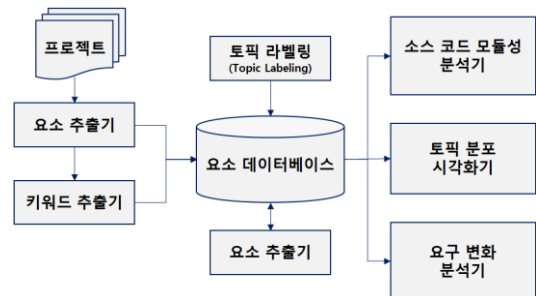 프로젝트
요소 추출기
키워드 추출기
토픽 라벨링
(Topic Labeling)
요소 데이터베이스
요소 추출기
소스 코드 모듈성
분석기
토픽 분포
시각화기
요구 변화
분석기